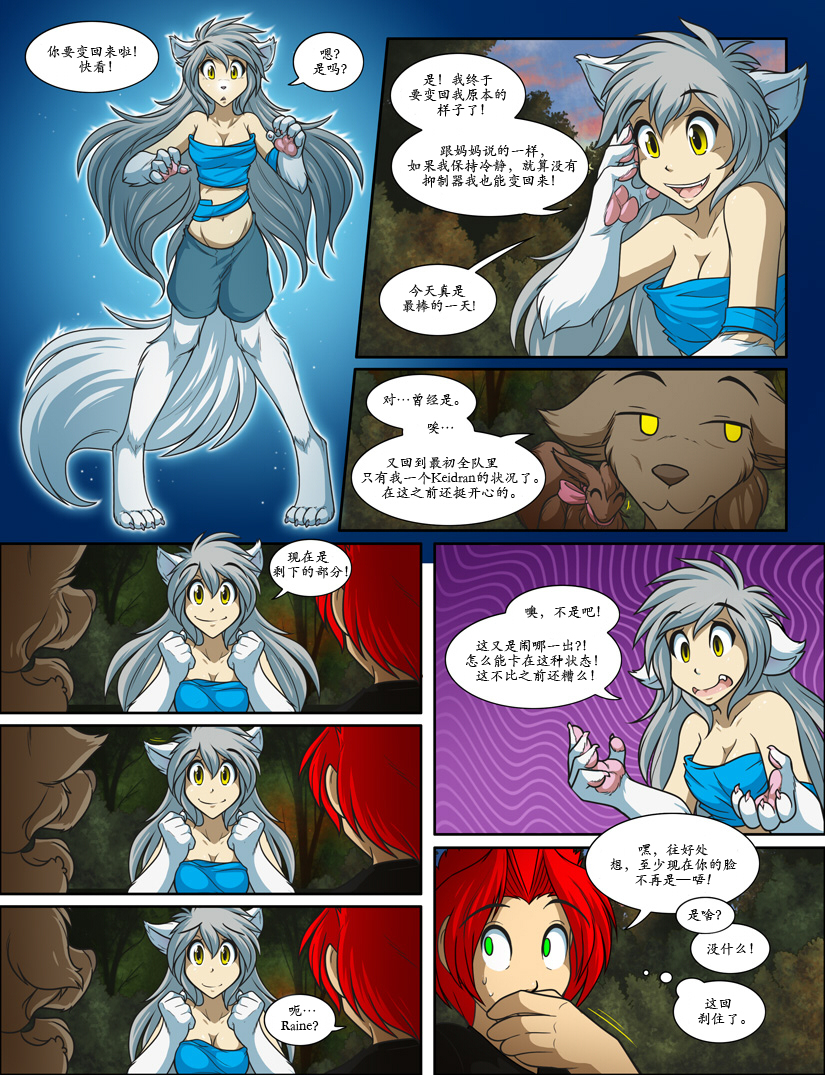 你要变回来啦！
快看！
嗯？
是吗？
是！我终于
要变回我原本的
样子了！
跟妈妈说的一样，
如果我保持冷静，就算没有
抑制器我也能变回来！
今天真是
最棒的一天！
对…曾经是。
唉…
又回到最初全队里
只有我一个Keidran的状况了。
在这之前还挺开心的。
现在是
剩下的部分！
呃…
Raine？
噢，不是吧！
这又是闹哪一出？！
怎么能卡在这种状态！
这不比之前还糟么！
嘿，往好处
想，至少现在你的脸
不再是—唔！
是啥？
没什么！
这回
刹住了。